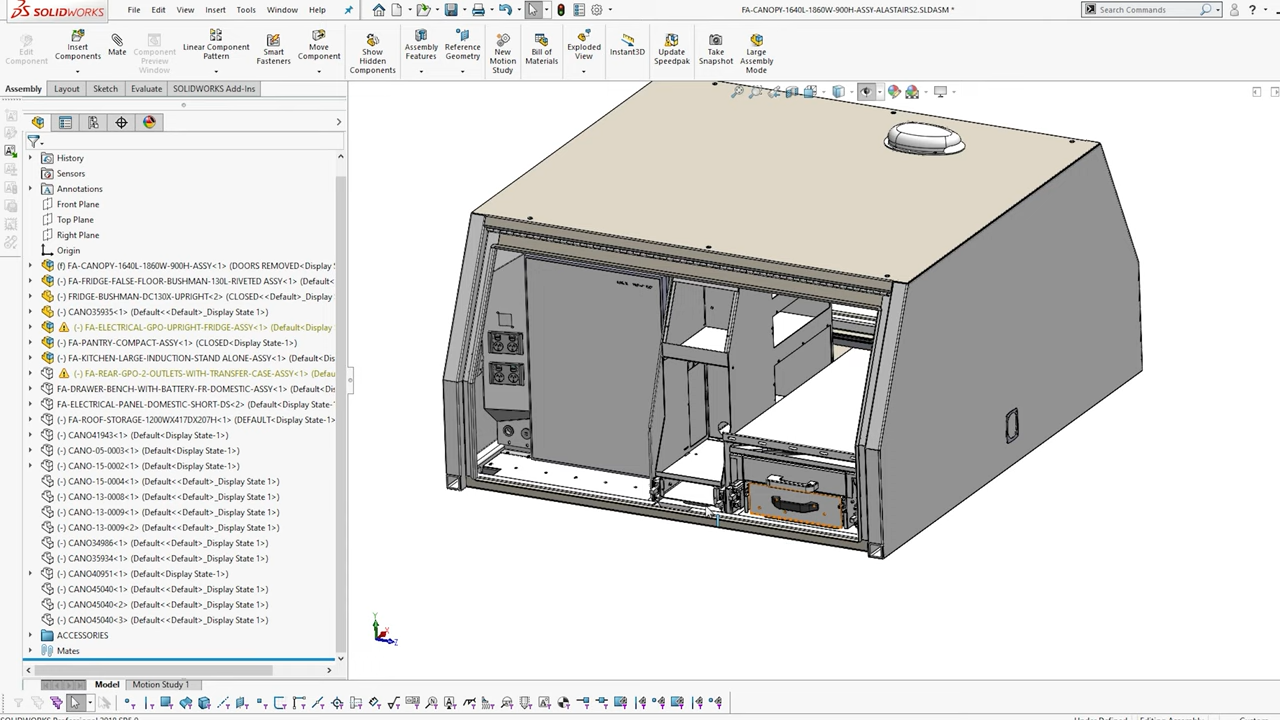 SOLIDWORKS File Edit View Insert Tools Window Help FA-CANOPY-1640L-1860W-900H-ASSY-ALASTAIRS2.SLDASM * Search Commands
Edit Component
Insert Components
Mate
Component Preview Window
Linear Component Pattern
Smart Fasteners
Move Component
Show Hidden Components
Assembly Features
Reference Geometry
New Motion Study
Bill of Materials
Exploded View
Instant3D
Update Speedpak
Take Snapshot
Large Assembly Mode
Assembly Layout Sketch Evaluate SOLIDWORKS Add-Ins
History
Sensors
Annotations
Front Plane
Top Plane
Right Plane
Origin
(f) FA-CANOPY-1640L-1860W-900H-ASSY<1> (DOORS REMOVED<Display
(-) FA-FRIDGE-FALSE-FLOOR-BUSHMAN-130L-RIVETED ASSY<1> (Default<
(-) FRIDGE-BUSHMAN-DC130X-UPRIGHT<2> (CLOSED<<Default>_Display
(-) CANO35935<1> (Default<<Default>_Display State 1>)
(-) FA-ELECTRICAL-GPO-UPRIGHT-FRIDGE-ASSY<1> (Default<Display
(-) FA-PANTRY-COMPACT-ASSY<1> (CLOSED<Display State-1>)
(-) FA-KITCHEN-LARGE-INDUCTION-STAND ALONE-ASSY<1> (Default<
(-) FA-REAR-GPO-2-OUTLETS-WITH-TRANSFER-CASE-ASSY<1> (Defau
FA-DRAWER-BENCH-WITH-BATTERY-FR-DOMESTIC-ASSY<1> (Default<
FA-ELECTRICAL-PANEL-DOMESTIC-SHORT-DS<2> (Default<<Default>_
(-) FA-ROOF-STORAGE-1200WX417DX207H<1> (DEFAULT<Display State-1>
(-) CANO41943<1> (Default<Display State-1>)
(-) CANO-05-0003<1> (Default<Display State-1>)
(-) CANO-15-0002<1> (Default<Display State-1>)
(-) CANO-15-0004<1> (Default<<Default>_Display State 1>)
(-) CANO-13-0008<1> (Default<<Default>_Display State 1>)
(-) CANO-13-0009<1> (Default<<Default>_Display State 1>)
(-) CANO-13-0009<2> (Default<<Default>_Display State 1>)
(-) CANO34986<1> (Default<<Default>_Display State 1>)
(-) CANO35934<1> (Default<<Default>_Display State 1>)
(-) CANO40951<1> (Default<Display State-1>)
(-) CANO45040<1> (Default<<Default>_Display State 1>)
(-) CANO45040<2> (Default<<Default>_Display State 1>)
(-) CANO45040<3> (Default<<Default>_Display State 1>)
ACCESSORIES
Mates
Model Motion Study 1